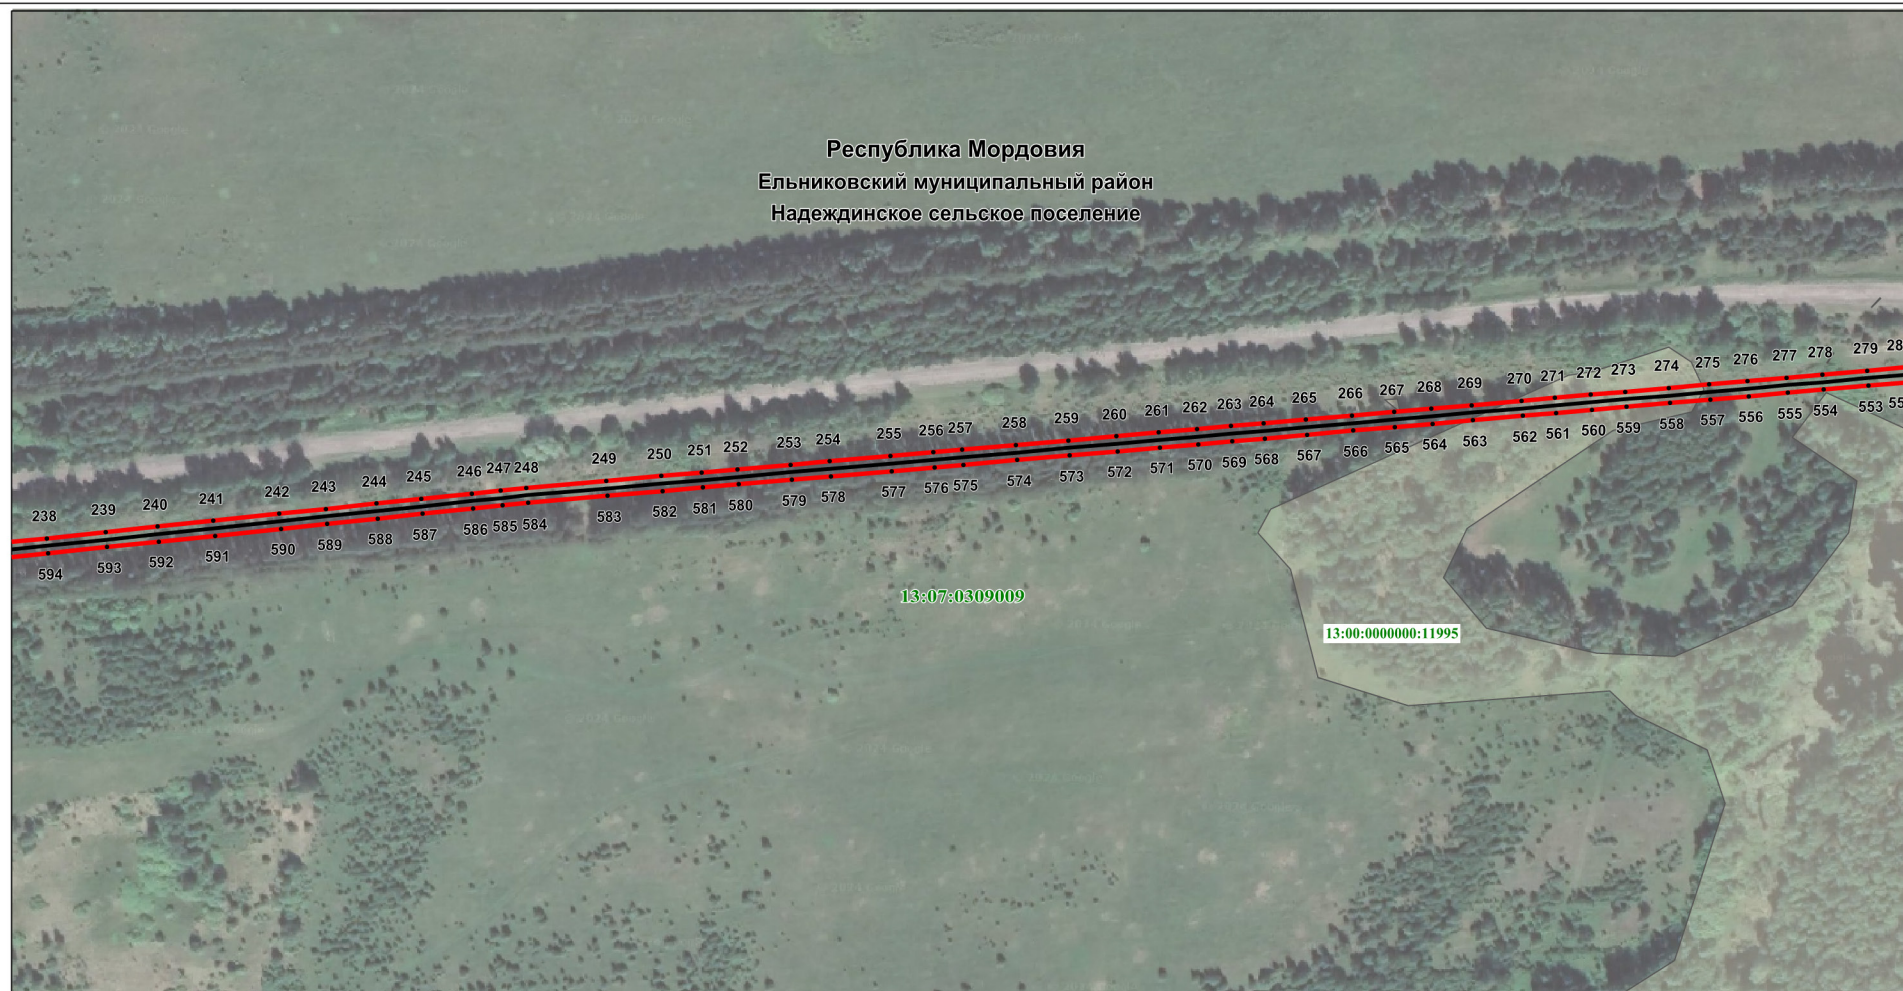 Республика Мордовия
Ельниковский муниципальный район
Надеждинское сельское поселение
238 239 240 241 242 243 244 245 246 247 248 249 250 251 252 253 254 255 256 257 258 259 260 261 262 263 264 265 266 267 268 269 270 271 272 273 274 275 276 277 278 279 28
594 593 592 591 590 589 588 587 586 585 584 583 582 581 580 579 578 577 576 575 574 573 572 571 570 569 568 567 566 565 564 563 562 561 560 559 558 557 556 555 554 553 55
13:07:0309009
13:00:0000000:11995